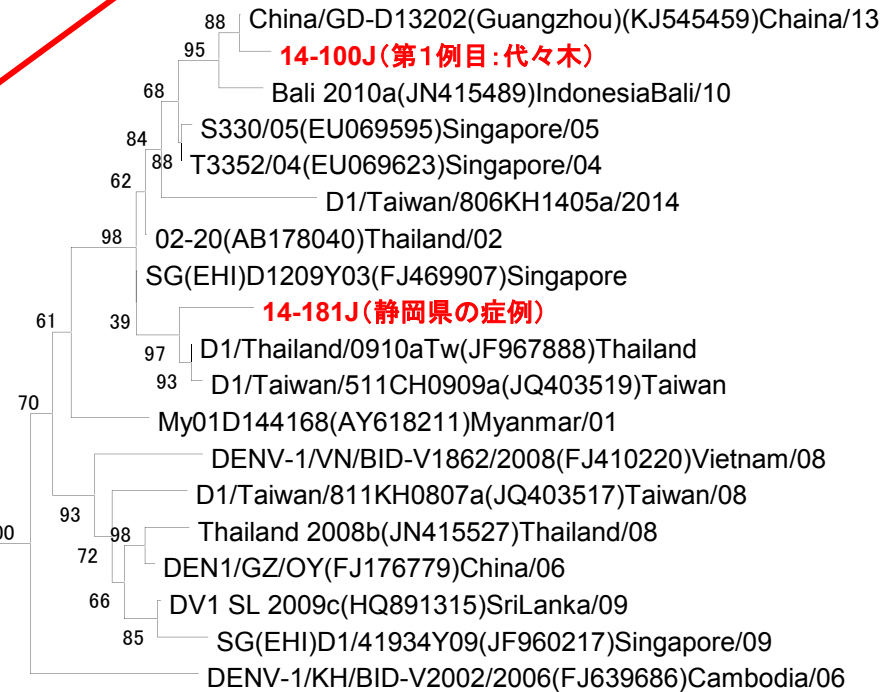 88
China/GD-D13202(Guangzhou)(KJ545459)Chaina/13
95
14-100J(第1例目:代々木)
68
Bali 2010a(JN415489)IndonesiaBali/10
S330/05(EU069595)Singapore/05
84
88
T3352/04(EU069623)Singapore/04
62
D1/Taiwan/806KH1405a/2014
98
02-20(AB178040)Thailand/02
SG(EHI)D1209Y03(FJ469907)Singapore
61
39
14-181J(静岡県の症例)
97
D1/Thailand/0910aTw(JF967888)Thailand
93
D1/Taiwan/511CH0909a(JQ403519)Taiwan
70
My01D144168(AY618211)Myanmar/01
DENV-1/VN/BID-V1862/2008(FJ410220)Vietnam/08
93
D1/Taiwan/811KH0807a(JQ403517)Taiwan/08
00
98
Thailand 2008b(JN415527)Thailand/08
72
DEN1/GZ/OY(FJ176779)China/06
66
DV1 SL 2009c(HQ891315)SriLanka/09
85
SG(EHI)D1/41934Y09(JF960217)Singapore/09
DENV-1/KH/BID-V2002/2006(FJ639686)Cambodia/06